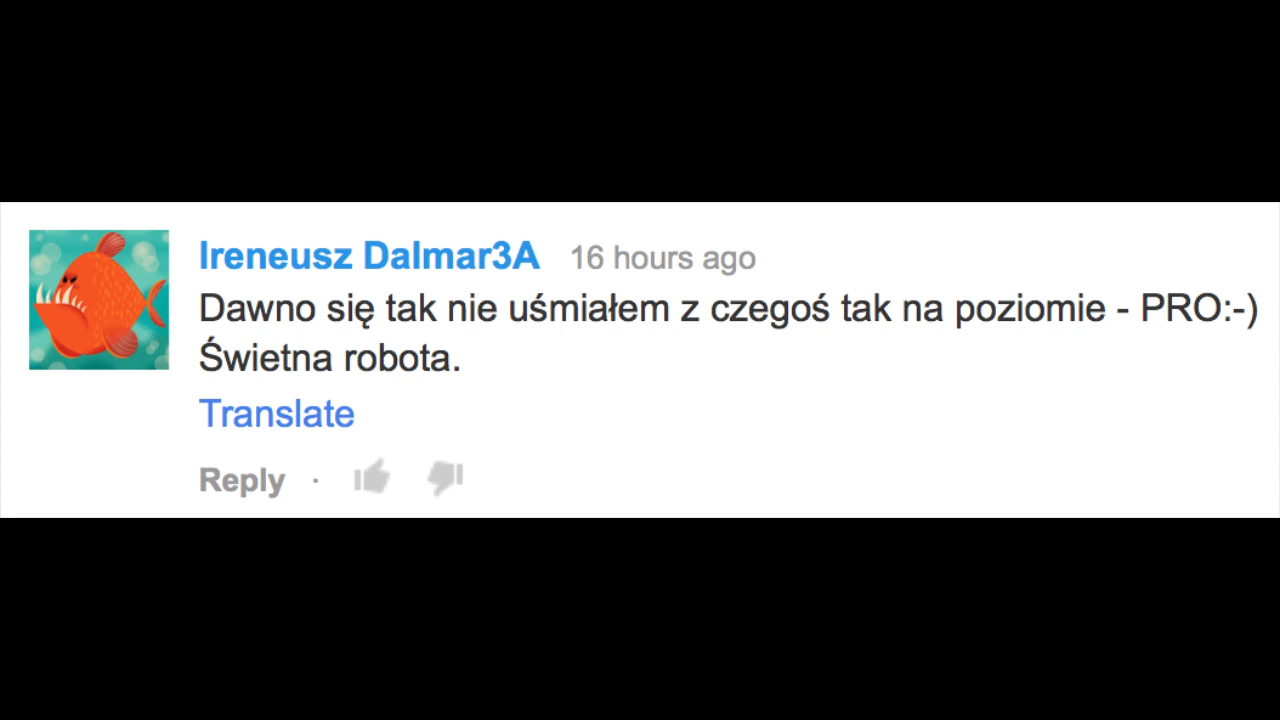 Ireneusz Dalmar3A 16 hours ago
Dawno się tak nie uśmiałem z czegoś tak na poziomie - PRO:-)
Świetna robota.
Translate
Reply ·